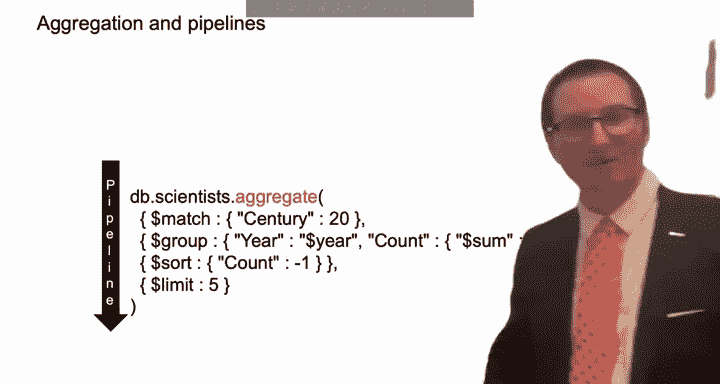 Aggregation and pipelines
Pipeline
db.scientists.aggregate(
{ $match : { "Century" : 20 },
{ $group : { "Year" : "$year", "Count" : { "$sum" :
{ $sort : { "Count" : -1 } },
{ $limit : 5 }
)